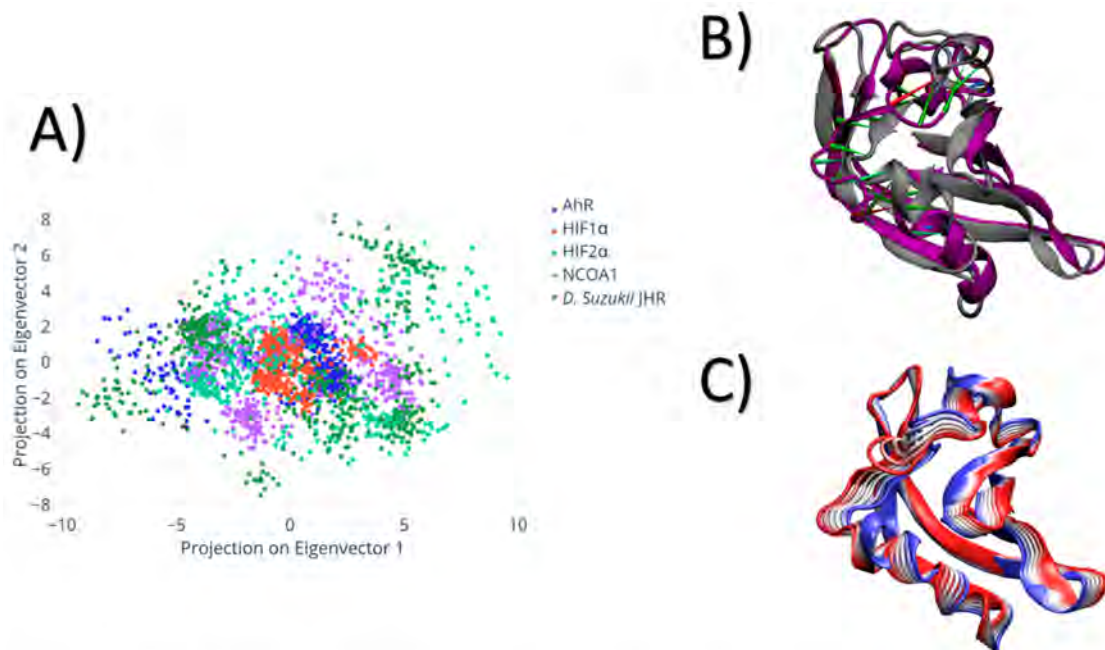 A)
8
6
4
2
0
−2
−4
−6
−8
−10
−5
0
5
10
Projection on Eigenvector 2
Projection on Eigenvector 1
AhR
HIF1α
HIF2α
NCOA1
D. Suzukii JHR
B)
C)